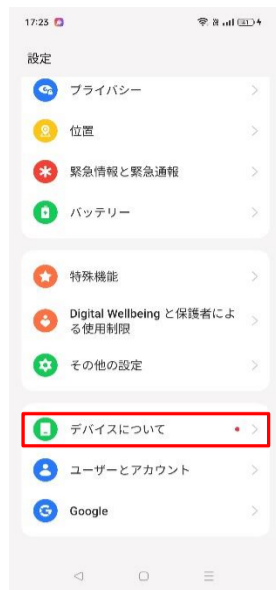 17:23
設定
プライバシー
位置
緊急情報と緊急通報
バッテリー
特殊機能
Digital Wellbeing と保護者によ
る使用制限
その他の設定
デバイスについて
ユーザーとアカウント
Google